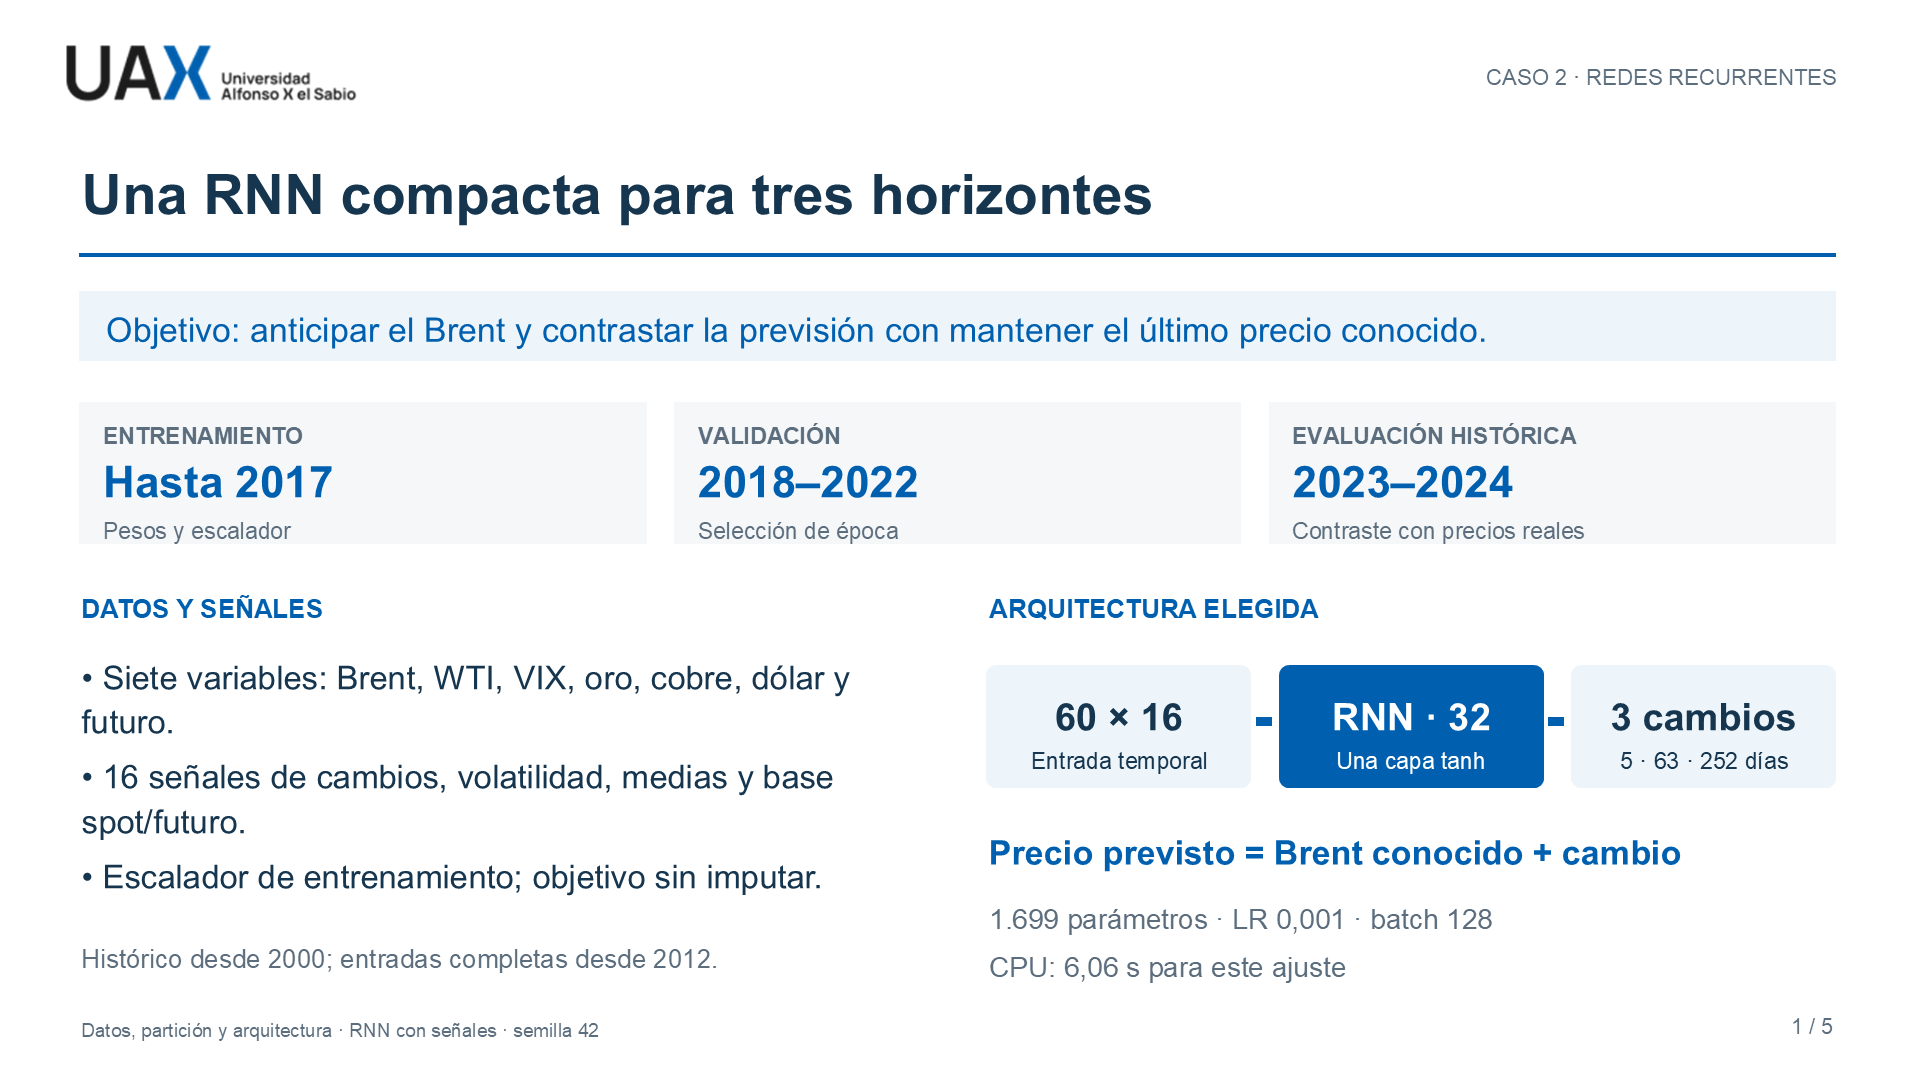 UAX Universidad
Alfonso X el Sabio
CASO 2 · REDES RECURRENTES
Una RNN compacta para tres horizontes
Objetivo: anticipar el Brent y contrastar la previsión con mantener el último precio conocido.
ENTRENAMIENTO
Hasta 2017
Pesos y escalador
VALIDACIÓN
2018–2022
Selección de época
EVALUACIÓN HISTÓRICA
2023–2024
Contraste con precios reales
DATOS Y SEÑALES
• Siete variables: Brent, WTI, VIX, oro, cobre, dólar y
futuro.
• 16 señales de cambios, volatilidad, medias y base
spot/futuro.
• Escalador de entrenamiento; objetivo sin imputar.
Histórico desde 2000; entradas completas desde 2012.
ARQUITECTURA ELEGIDA
60 × 16
Entrada temporal
-
RNN · 32
Una capa tanh
-
3 cambios
5 · 63 · 252 días
Precio previsto = Brent conocido + cambio
1.699 parámetros · LR 0,001 · batch 128
CPU: 6,06 s para este ajuste
Datos, partición y arquitectura · RNN con señales · semilla 42
1 / 5